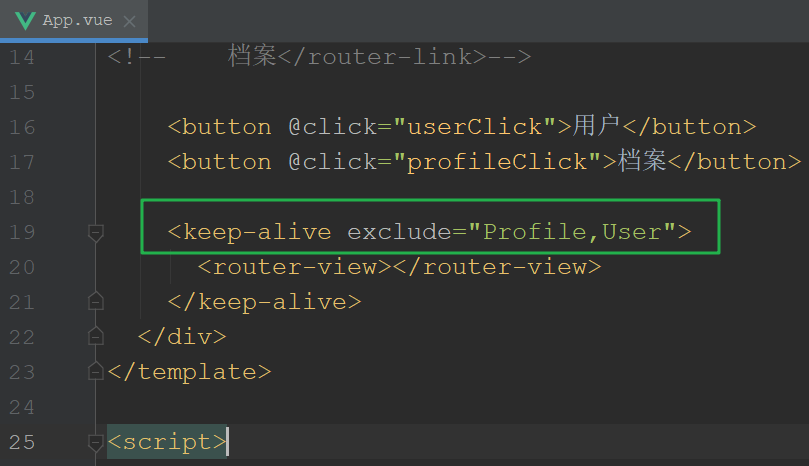 App.vue
14 <!--    档案</router-link>-->
15
16 <button @click="userClick">用户</button>
17 <button @click="profileClick">档案</button>
18
19 <keep-alive exclude="Profile,User">
20 <router-view></router-view>
21 </keep-alive>
22 </div>
23 </template>
24
25 <script>